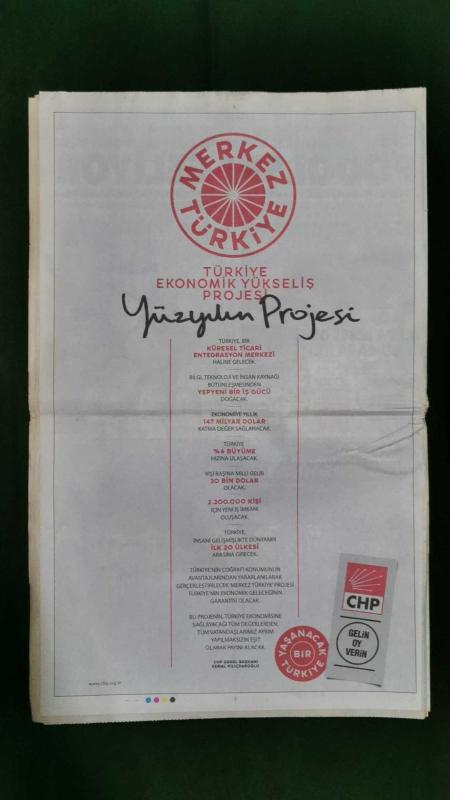 MERKEZ
TÜRKİYE
TÜRKİYE
EKONOMİK YÜKSELİŞ
PROJESİ
Yüzyılın Projesi
TÜRKİYE, BİR
KÜRESEL TİCARİ
ENTEGRASYON MERKEZİ
HALİNE GELECEK.
BİLGİ, TEKNOLOJİ VE İNSAN KAYNAĞI
BÜTÜNLEŞMESİNDEN
YEPYENİ BİR İŞ GÜCÜ
DOĞACAK.
EKONOMİYE YILLIK
147 MİLYAR DOLAR
KATMA DEĞER SAĞLANACAK.
TÜRKİYE
%6 BÜYÜME
HIZINA ULAŞACAK.
KİŞİ BAŞINA MİLLİ GELİR
30 BİN DOLAR
OLACAK.
2.200.000 KİŞİ
İÇİN YENİ İŞ İMKANI
OLUŞACAK.
TÜRKİYE,
İNSANİ GELİŞMİŞLİKTE DÜNYANIN
İLK 20 ÜLKESİ
ARASINA GİRECEK.
TÜRKİYE'NİN COĞRAFİ KONUMUNUN
AVANTAJLARINDAN YARARLANILARAK
GERÇEKLEŞTİRİLECEK 'MERKEZ TÜRKİYE' PROJESİ
TÜRKİYE'NİN EKONOMİK GELECEĞİNİN
GARANTİSİ OLACAK.
BU PROJENİN, TÜRKİYE EKONOMİSİNE
SAĞLAYACAĞI TÜM DEĞERLERDEN,
TÜM VATANDAŞLARIMIZ AYRIM
YAPILMAKSIZIN EŞİT
OLARAK PAYINI ALACAK.
CHP GENEL BAŞKANI
KEMAL KILIÇDAROĞLU
YAŞANACAK
BİR
TÜRKİYE
CHP
GELİN
OY
VERİN
www.chp.org.tr